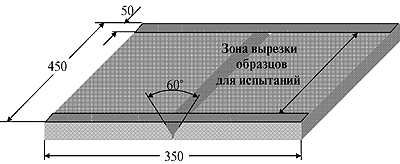 50
450
Зона вырезки
образцов
для испытаний
60°
350